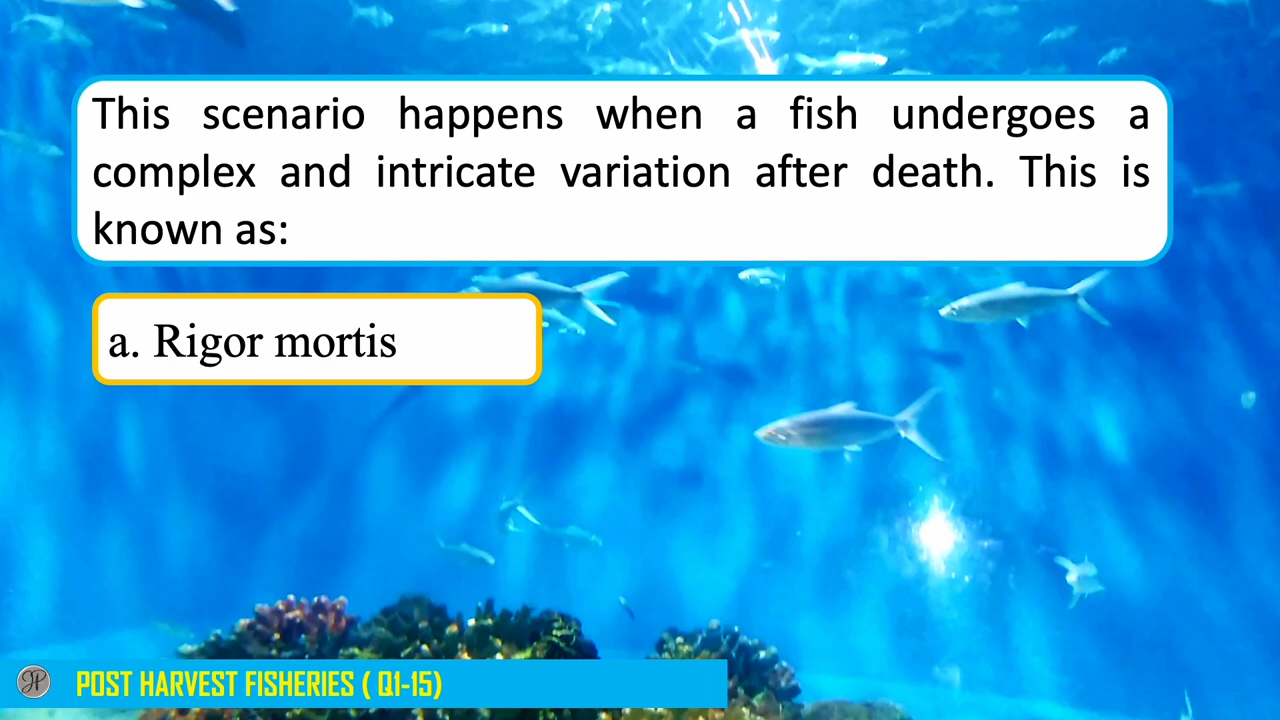 This scenario happens when a fish undergoes a
complex and intricate variation after death. This is
known as:
a. Rigor mortis
JP
POST HARVEST FISHERIES ( Q1-15)